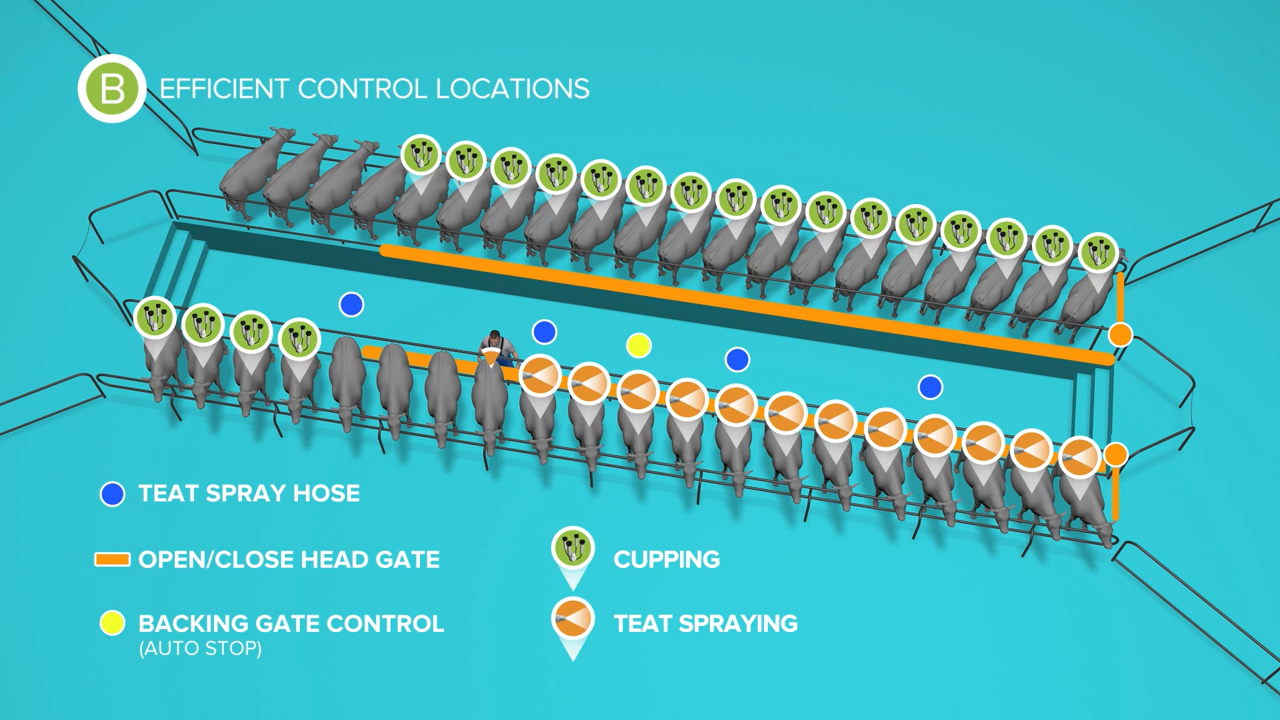 B
EFFICIENT CONTROL LOCATIONS
TEAT SPRAY HOSE
OPEN/CLOSE HEAD GATE
BACKING GATE CONTROL
(AUTO STOP)
CUPPING
TEAT SPRAYING